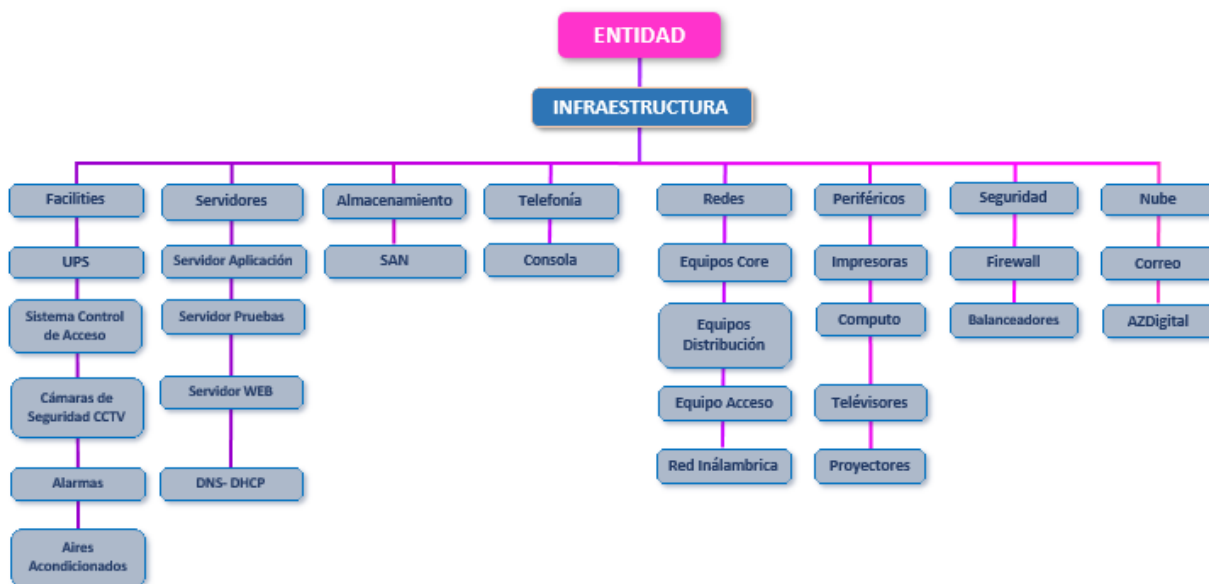 ENTIDAD
INFRAESTRUCTURA
Facilities
Servidores
Almacenamiento
Telefonía
Redes
Periféricos
Seguridad
Nube
UPS
Servidor Aplicación
SAN
Consola
Equipos Core
Impresoras
Firewall
Correo
Sistema Control
de Acceso
Servidor Pruebas
Equipos
Distribución
Computo
Balanceadores
AZDigital
Cámaras de
Seguridad CCTV
Servidor WEB
Equipo Acceso
Télévisores
Alarmas
DNS- DHCP
Red Inálambrica
Proyectores
Aires
Acondicionados